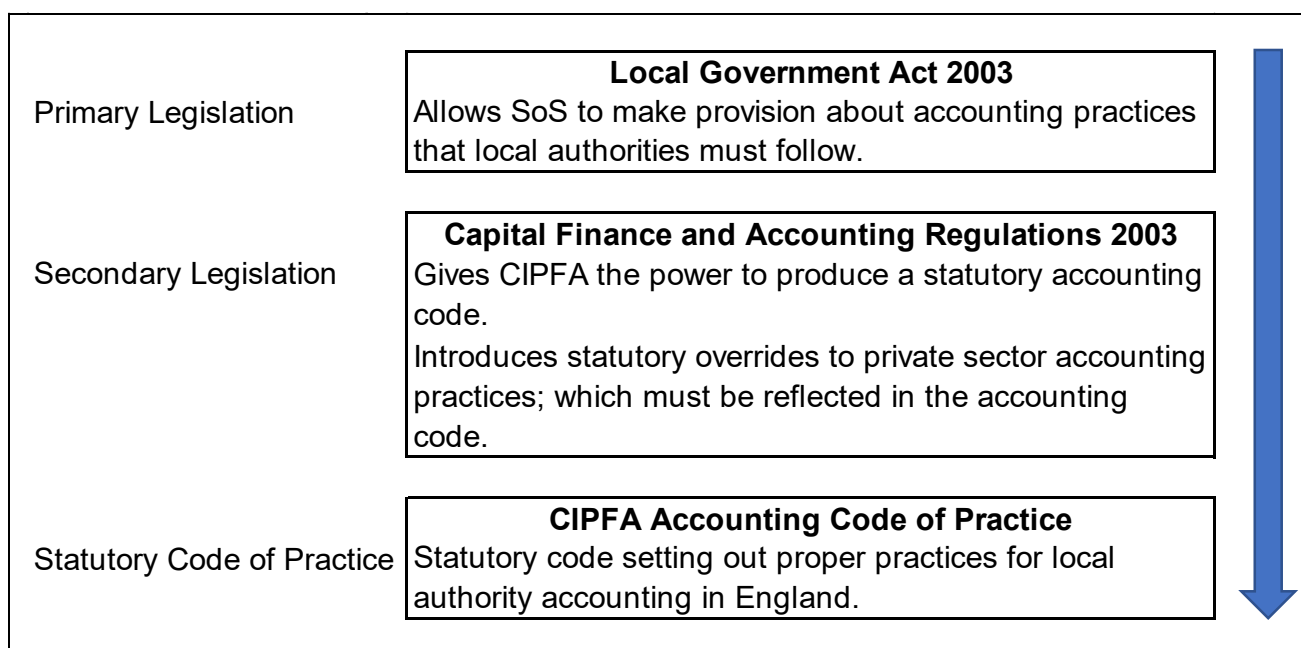 Local Government Act 2003
Primary Legislation
Allows SoS to make provision about accounting practices
that local authorities must follow.
Capital Finance and Accounting Regulations 2003
Secondary Legislation
Gives CIPFA the power to produce a statutory accounting
code.
Introduces statutory overrides to private sector accounting
practices; which must be reflected in the accounting
code.
CIPFA Accounting Code of Practice
Statutory Code of Practice
Statutory code setting out proper practices for local
authority accounting in England.